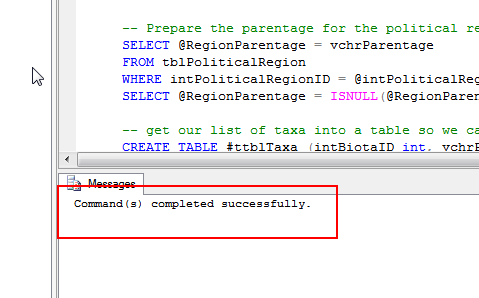 -- Prepare the parentage for the political re
SELECT @RegionParentage = vchrParentage
FROM tblPoliticalRegion
WHERE intPoliticalRegionID = @intPoliticalReg
SELECT @RegionParentage = ISNULL(@RegionParen
-- get our list of taxa into a table so we ca
CREATE TABLE #ttblTaxa (intBiotaID int, vchrP
Messages
Command(s) completed successfully.